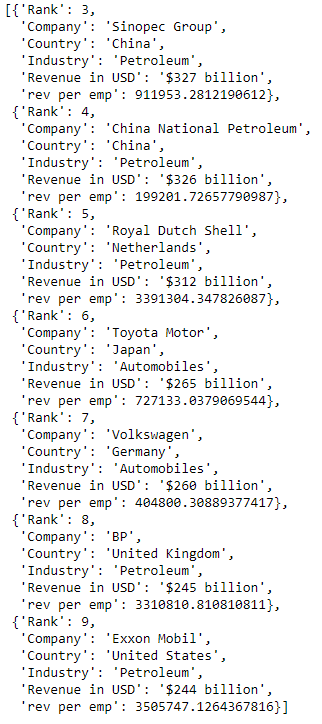 [{'Rank': 3,
'Company': 'Sinopec Group',
'Country': 'China',
'Industry': 'Petroleum',
'Revenue in USD': '$327 billion',
'rev per emp': 911953.2812190612},
{'Rank': 4,
'Company': 'China National Petroleum',
'Country': 'China',
'Industry': 'Petroleum',
'Revenue in USD': '$326 billion',
'rev per emp': 199201.72657790987},
{'Rank': 5,
'Company': 'Royal Dutch Shell',
'Country': 'Netherlands',
'Industry': 'Petroleum',
'Revenue in USD': '$312 billion',
'rev per emp': 3391304.347826087},
{'Rank': 6,
'Company': 'Toyota Motor',
'Country': 'Japan',
'Industry': 'Automobiles',
'Revenue in USD': '$265 billion',
'rev per emp': 727133.0379069544},
{'Rank': 7,
'Company': 'Volkswagen',
'Country': 'Germany',
'Industry': 'Automobiles',
'Revenue in USD': '$260 billion',
'rev per emp': 404800.30889377417},
{'Rank': 8,
'Company': 'BP',
'Country': 'United Kingdom',
'Industry': 'Petroleum',
'Revenue in USD': '$245 billion',
'rev per emp': 3310810.810810811},
{'Rank': 9,
'Company': 'Exxon Mobil',
'Country': 'United States',
'Industry': 'Petroleum',
'Revenue in USD': '$244 billion',
'rev per emp': 3505747.1264367816}]